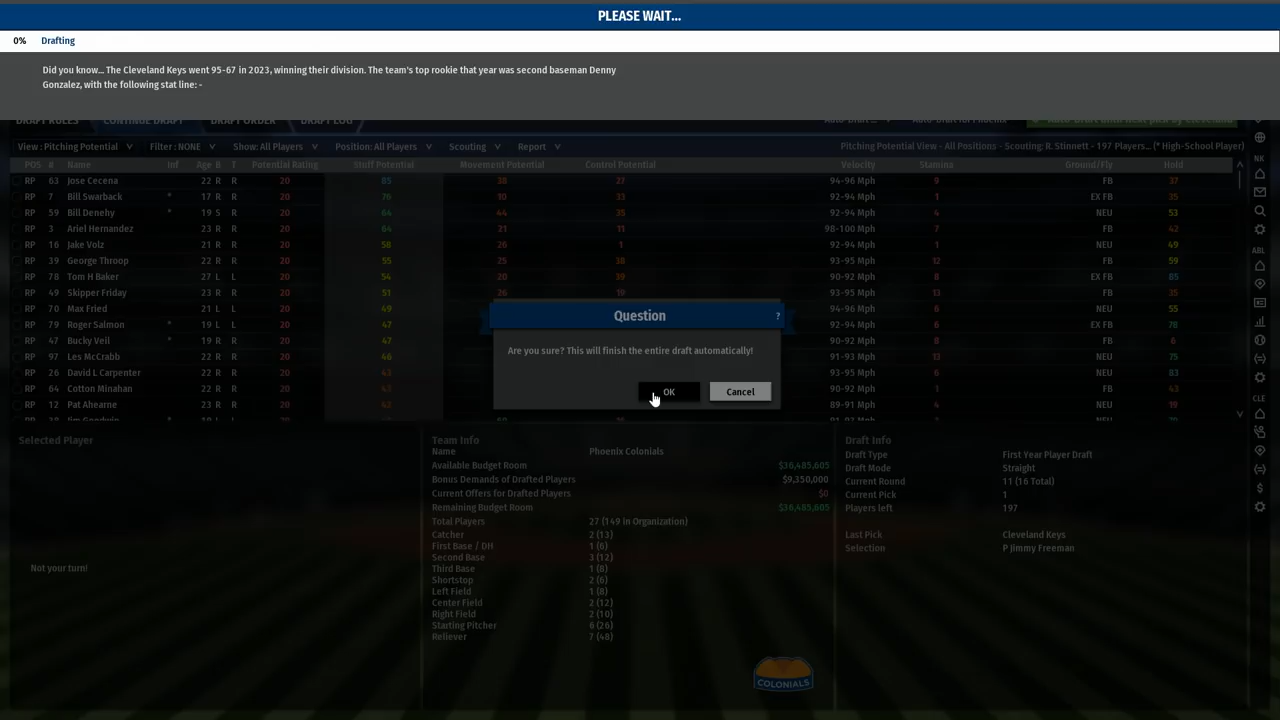 PLEASE WAIT...
0% Drafting
Did you know... The Cleveland Keys went 95-67 in 2023, winning their division. The team's top rookie that year was second baseman Denny
Gonzalez, with the following stat line: -
DRAFT RULES CONTINUE DRAFT DRAFT ORDER DRAFT LOG
View : Pitching Potential Filter : NONE Show: All Players Position: All Players Scouting Report Pitching Potential View - All Positions - Scouting: R. Stinnett - 197 Players... (* High-School Player)
POS # Name Inf Age B T Potential Rating Stuff Potential Movement Potential Control Potential Velocity Stamina Ground/Fly Hold
RP 63 Jose Cecena 22 R R 20 85 38 27 94-96 Mph 9 FB 37
RP 7 Bill Swarback * 17 R R 20 76 10 33 92-94 Mph 1 EX FB 35
RP 59 Bill Denehy * 19 S R 20 64 44 35 92-94 Mph 4 NEU 53
RP 3 Ariel Hernandez 23 R R 20 64 21 11 98-100 Mph 7 FB 42
RP 16 Jake Volz 21 R R 20 58 26 1 92-94 Mph 1 NEU 49
RP 39 George Throop 22 R R 20 55 25 38 93-95 Mph 12 FB 59
RP 78 Tom H Baker 27 L L 20 54 20 39 90-92 Mph 8 EX FB 85
RP 49 Skipper Friday 23 R R 20 51 26 19 93-95 Mph 13 FB 35
RP 70 Max Fried 21 L L 20 49 94-96 Mph 6 NEU 55
RP 79 Roger Salmon * 19 L L 20 47 92-94 Mph 6 EX FB 78
RP 47 Bucky Veil * 19 R R 20 47 90-92 Mph 8 FB 6
RP 97 Les McCrabb 22 R R 20 46 91-93 Mph 13 NEU 75
RP 26 David L Carpenter 22 R R 20 43 93-95 Mph 6 NEU 83
RP 64 Cotton Minahan 22 R R 20 90-92 Mph 1 FB 43
RP 12 Pat Ahearne 23 R R 20 89-91 Mph 4 NEU 19
Question ?
Are you sure? This will finish the entire draft automatically!
OK Cancel
NK
ABL
CLE
Selected Player
Not your turn!
Team Info
Name Phoenix Colonials
Available Budget Room $36,485,605
Bonus Demands of Drafted Players $9,350,000
Current Offers for Drafted Players $0
Remaining Budget Room $36,485,605
Total Players 27 (149 In Organization)
Catcher 2 (13)
First Base / DH 1 (6)
Second Base 3 (12)
Third Base 1 (8)
Shortstop 2 (6)
Left Field 1 (8)
Center Field 2 (12)
Right Field 2 (10)
Starting Pitcher 6 (26)
Reliever 7 (48)
COLONIALS
Draft Info
Draft Type First Year Player Draft
Draft Mode Straight
Current Round 11 (16 Total)
Current Pick 1
Players left 197
Last Pick Cleveland Keys
Selection P Jimmy Freeman